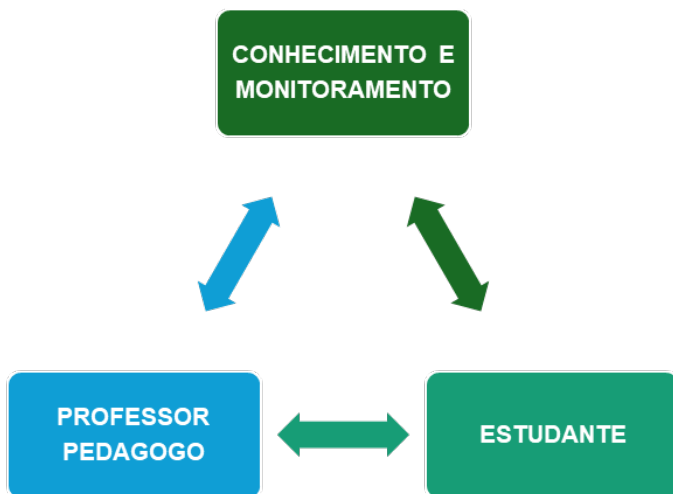 CONHECIMENTO E
MONITORAMENTO
PROFESSOR
PEDAGOGO
ESTUDANTE